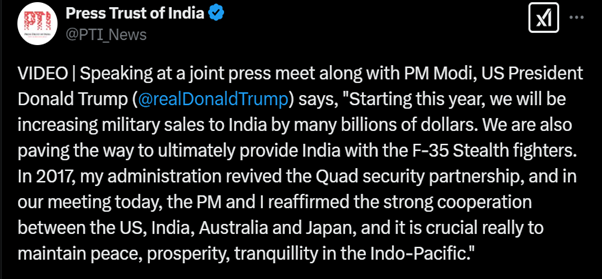 Press Trust of India
@PTI_News
VIDEO | Speaking at a joint press meet along with PM Modi, US President
Donald Trump (@realDonaldTrump) says, "Starting this year, we will be
increasing military sales to India by many billions of dollars. We are also
paving the way to ultimately provide India with the F-35 Stealth fighters.
In 2017, my administration revived the Quad security partnership, and in
our meeting today, the PM and I reaffirmed the strong cooperation
between the US, India, Australia and Japan, and it is crucial really to
maintain peace, prosperity, tranquillity in the Indo-Pacific."